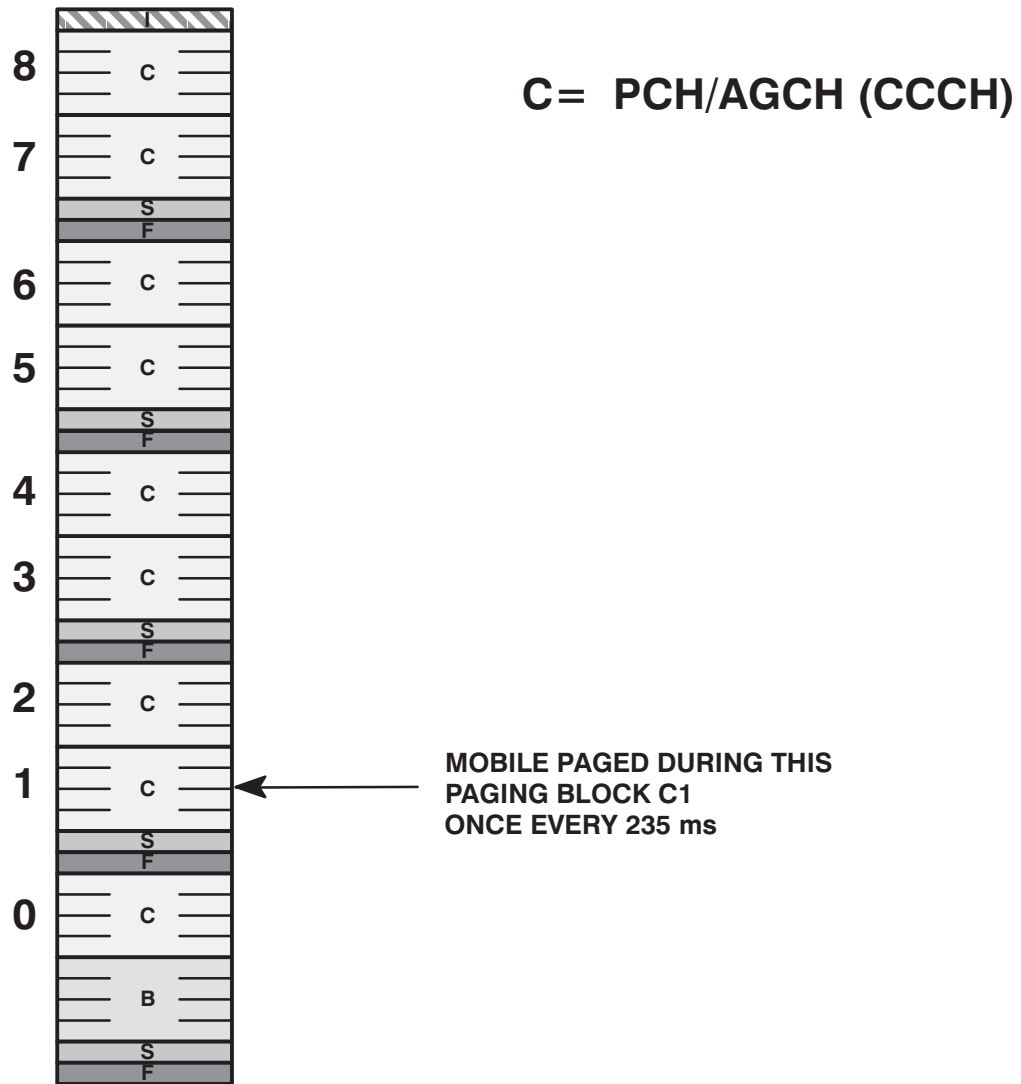 I
8 C
C= PCH/AGCH (CCCH)
7 C
S
F
6 C
5 C
S
F
4 C
3 C
S
F
2 C
MOBILE PAGED DURING THIS
1 C PAGING BLOCK C1
ONCE EVERY 235 ms
S
F
0 C
B
S
F